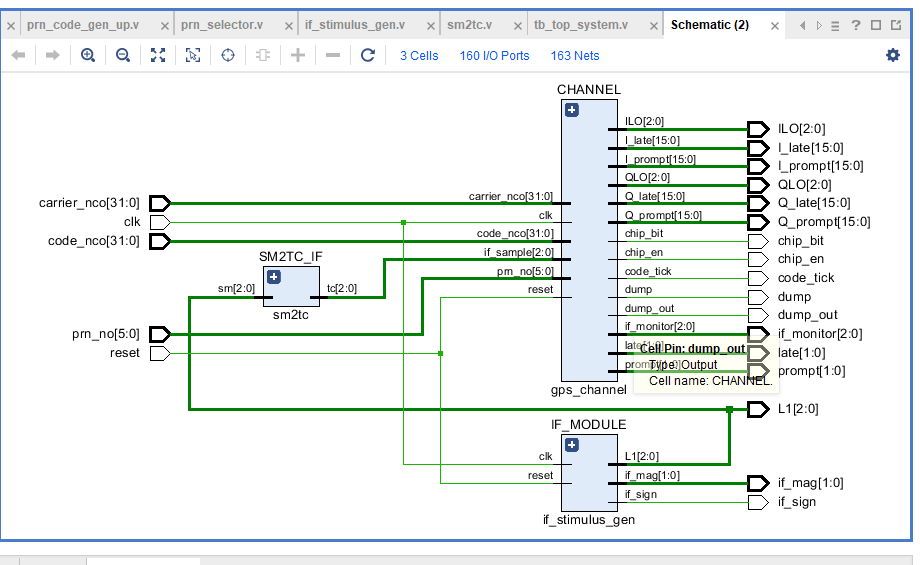 prn_code_gen_up.v
prn_selector.v
if_stimulus_gen.v
sm2tc.v
tb_top_system.v
Schematic (2)
3 Cells
160 I/O Ports
163 Nets
CHANNEL
ILO[2:0]
I_late[15:0]
I_prompt[15:0]
QLO[2:0]
Q_late[15:0]
Q_prompt[15:0]
chip_bit
chip_en
code_tick
dump
dump_out
if_monitor[2:0]
ILO[2:0]
I_late[15:0]
I_prompt[15:0]
QLO[2:0]
Q_late[15:0]
Q_prompt[15:0]
chip_bit
chip_en
code_tick
dump
dump_out
if_monitor[2:0]
late[1:0]
prompt[1:0]
carrier_nco[31:0]
clk
code_nco[31:0]
carrier_nco[31:0]
clk
code_nco[31:0]
if_sample[2:0]
prn_no[5:0]
reset
SM2TC_IF
sm[2:0]
tc[2:0]
sm2tc
prn_no[5:0]
reset
Cell Pin: dump_out
Type: Output
Cell name: CHANNEL.
gps_channel
L1[2:0]
IF_MODULE
clk
reset
L1[2:0]
if_mag[1:0]
if_sign
if_mag[1:0]
if_sign
if_stimulus_gen